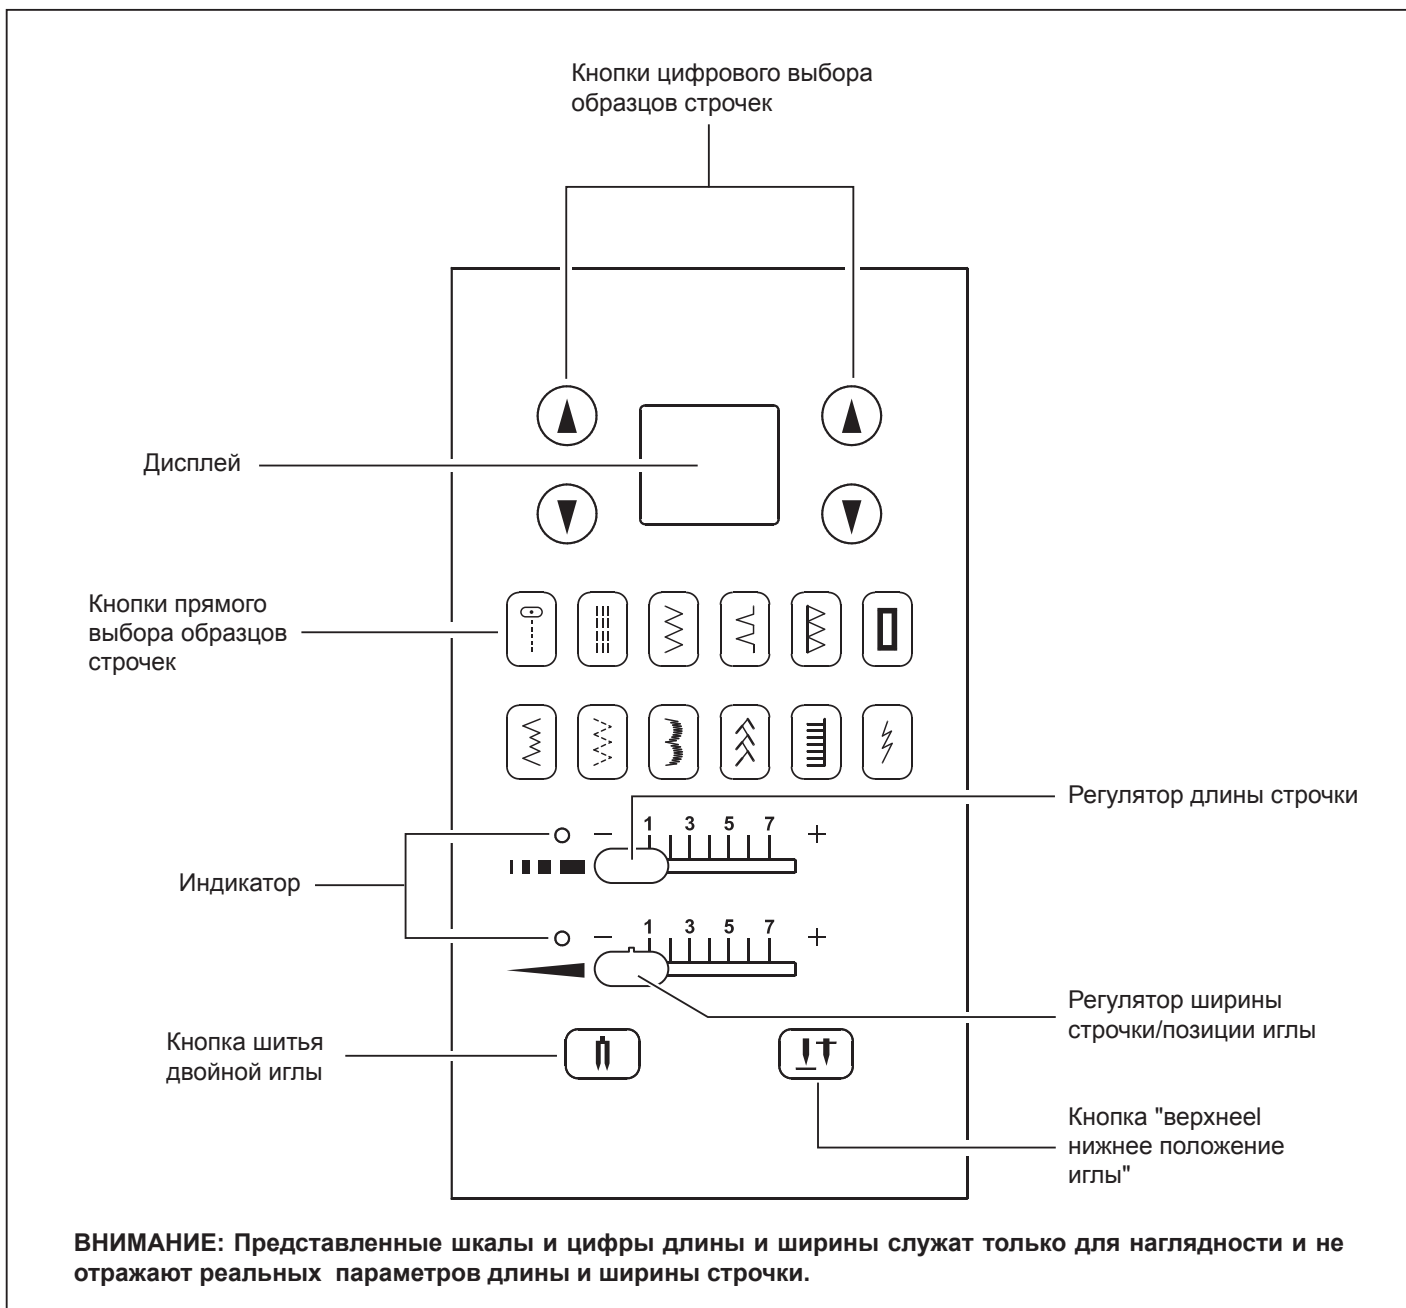 Кнопки цифрового выбора
образцов строчек
Дисплей
Кнопки прямого
выбора образцов
строчек
Регулятор длины строчки
1 3 5 7
Индикатор
1 3 5 7
Регулятор ширины
строчки/позиции иглы
Кнопка шитья
двойной иглы
Кнопка "верхнееl
нижнее положение
иглы"
ВНИМАНИЕ: Представленные шкалы и цифры длины и ширины служат только для наглядности и не
отражают реальных параметров длины и ширины строчки.